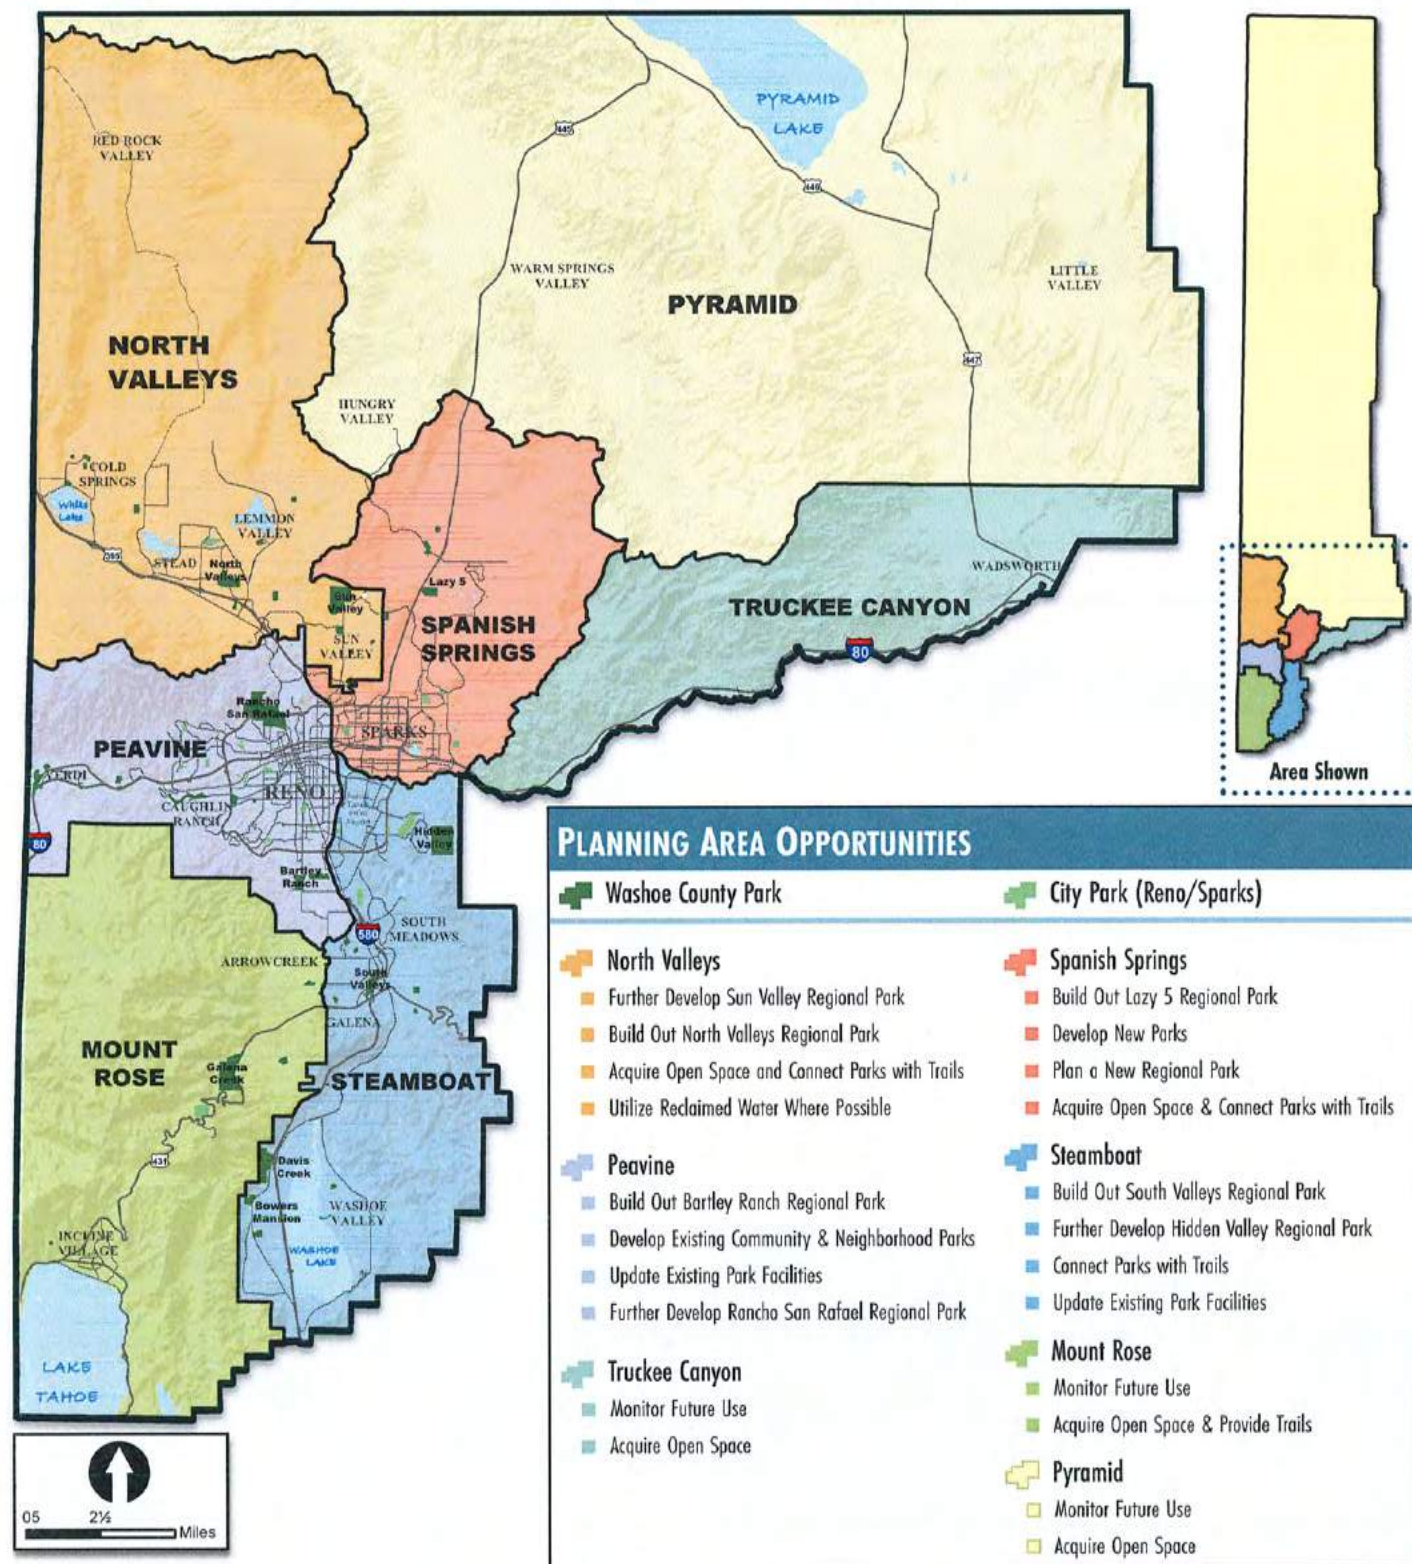 PYRAMID
LAKE
RED ROCK
VALLEY
445
446
WARM SPRINGS
VALLEY
LITTLE
VALLEY
PYRAMID
NORTH
VALLEYS
447
HUNGRY
VALLEY
COLD
SPRINGS
White
Lake
LEMMON
VALLEY
395
STEAD
North
Valleys
WADSWORTH
Lazy 5
Sun
Valley
TRUCKEE CANYON
SPANISH
SPRINGS
SUN
VALLEY
80
Rancho
San Rafael
SPARKS
PEAVINE
VERDI
RENO
CAUGHLIN
RANCH
Area Shown
80
Hidden
Valley
Bartley
Ranch
SOUTH
MEADOWS
580
ARROWCREEK
South
Valleys
GALENA
MOUNT
ROSE
Galena
Creek
STEAMBOAT
431
Davis
Creek
Bowers
Mansion
WASHOE
VALLEY
INCLINE
VILLAGE
WASHOE
LAKE
LAKE
TAHOE
05 2½ Miles
PLANNING AREA OPPORTUNITIES
Washoe County Park
City Park (Reno/Sparks)
North Valleys
Further Develop Sun Valley Regional Park
Build Out North Valleys Regional Park
Acquire Open Space and Connect Parks with Trails
Utilize Reclaimed Water Where Possible
Peavine
Build Out Bartley Ranch Regional Park
Develop Existing Community & Neighborhood Parks
Update Existing Park Facilities
Further Develop Rancho San Rafael Regional Park
Truckee Canyon
Monitor Future Use
Acquire Open Space
Spanish Springs
Build Out Lazy 5 Regional Park
Develop New Parks
Plan a New Regional Park
Acquire Open Space & Connect Parks with Trails
Steamboat
Build Out South Valleys Regional Park
Further Develop Hidden Valley Regional Park
Connect Parks with Trails
Update Existing Park Facilities
Mount Rose
Monitor Future Use
Acquire Open Space & Provide Trails
Pyramid
Monitor Future Use
Acquire Open Space